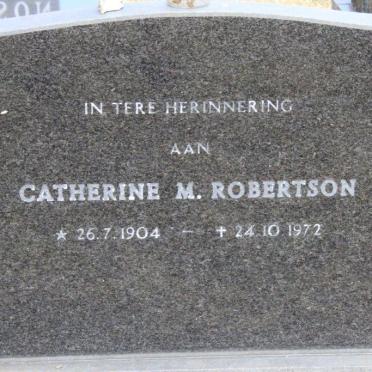 IN TERE HERINNERING
AAN
CATHERINE M. ROBERTSON
★ 26.7.1904 – ✝ 24.10.1972